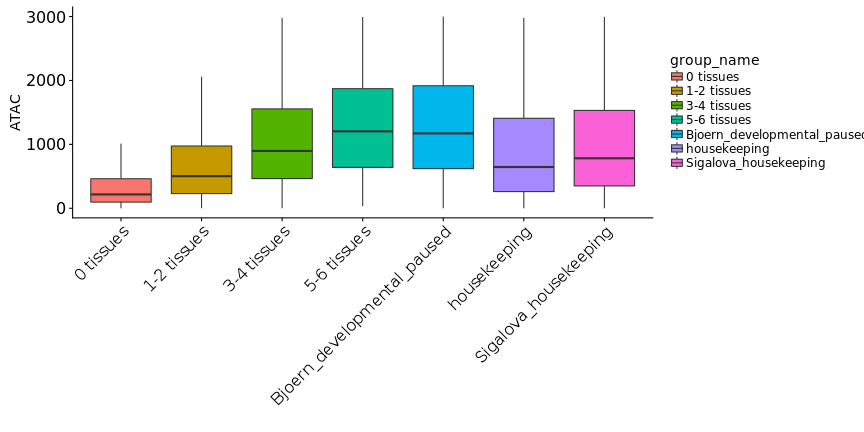 3000
2000
1000
0
ATAC
0 tissues
1-2 tissues
3-4 tissues
5-6 tissues
Bjoern_developmental_paused
housekeeping
Sigalova_housekeeping
group_name
0 tissues
1-2 tissues
3-4 tissues
5-6 tissues
Bjoern_developmental_paused
housekeeping
Sigalova_housekeeping